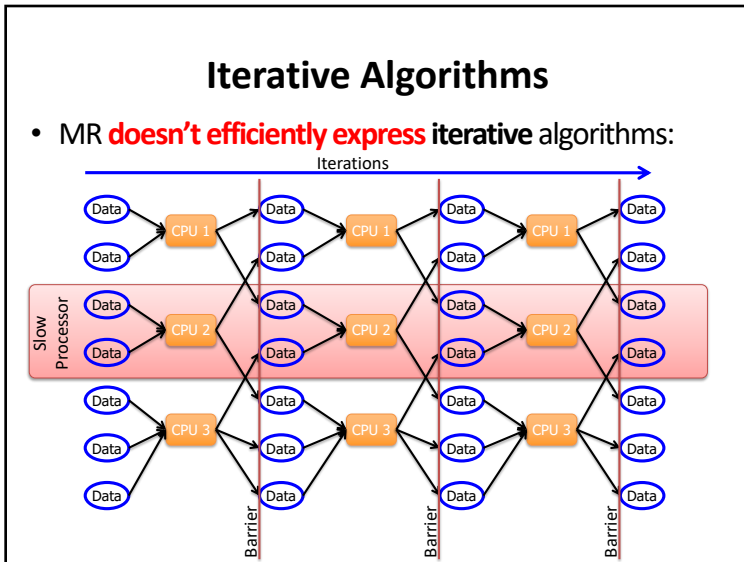 Iterative Algorithms
• MR doesn't efficiently express iterative algorithms:
Iterations
Data Data Data Data
CPU 1 CPU 1 CPU 1
Data Data Data Data
Slow
Processor
Data Data Data Data
CPU 2 CPU 2 CPU 2
Data Data Data Data
Data Data Data Data
CPU 3 CPU 3 CPU 3
Data Data Data Data
Data Data Data Data
Barrier Barrier Barrier